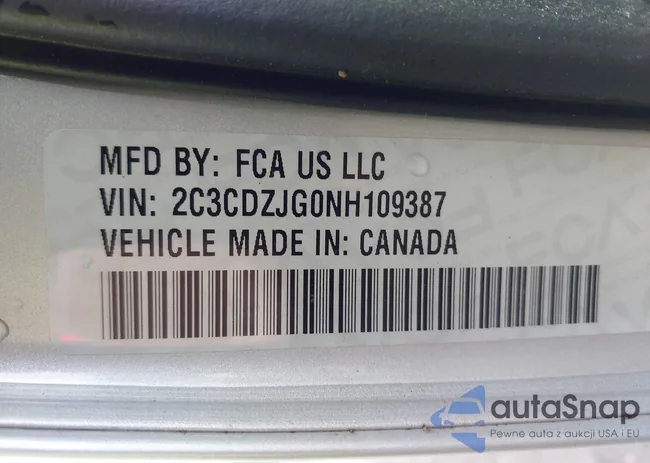 MFD BY: FCA US LLC
VIN: 2C3CDZJG0NH109387
VEHICLE MADE IN: CANADA
autaSnap
Pewne auta z aukcji USA i EU